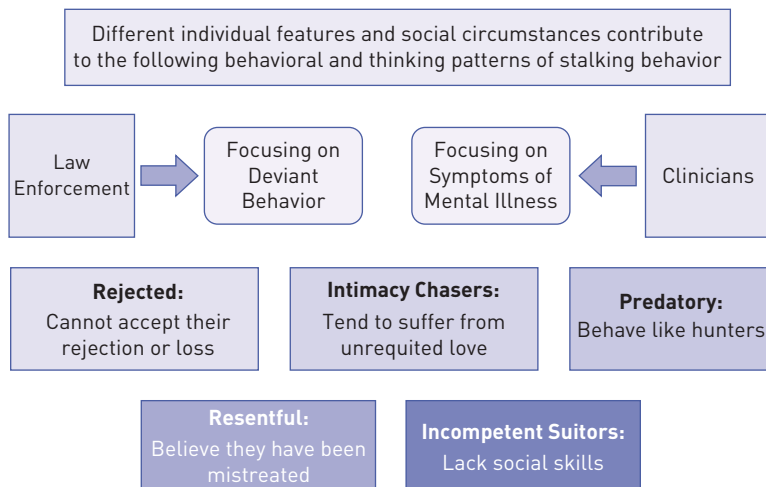 Different individual features and social circumstances contribute
to the following behavioral and thinking patterns of stalking behavior
Law
Enforcement
Focusing on
Deviant
Behavior
Focusing on
Symptoms of
Mental Illness
Clinicians
Rejected:
Cannot accept their
rejection or loss
Intimacy Chasers:
Tend to suffer from
unrequited love
Predatory:
Behave like hunters
Resentful:
Believe they have been
mistreated
Incompetent Suitors:
Lack social skills